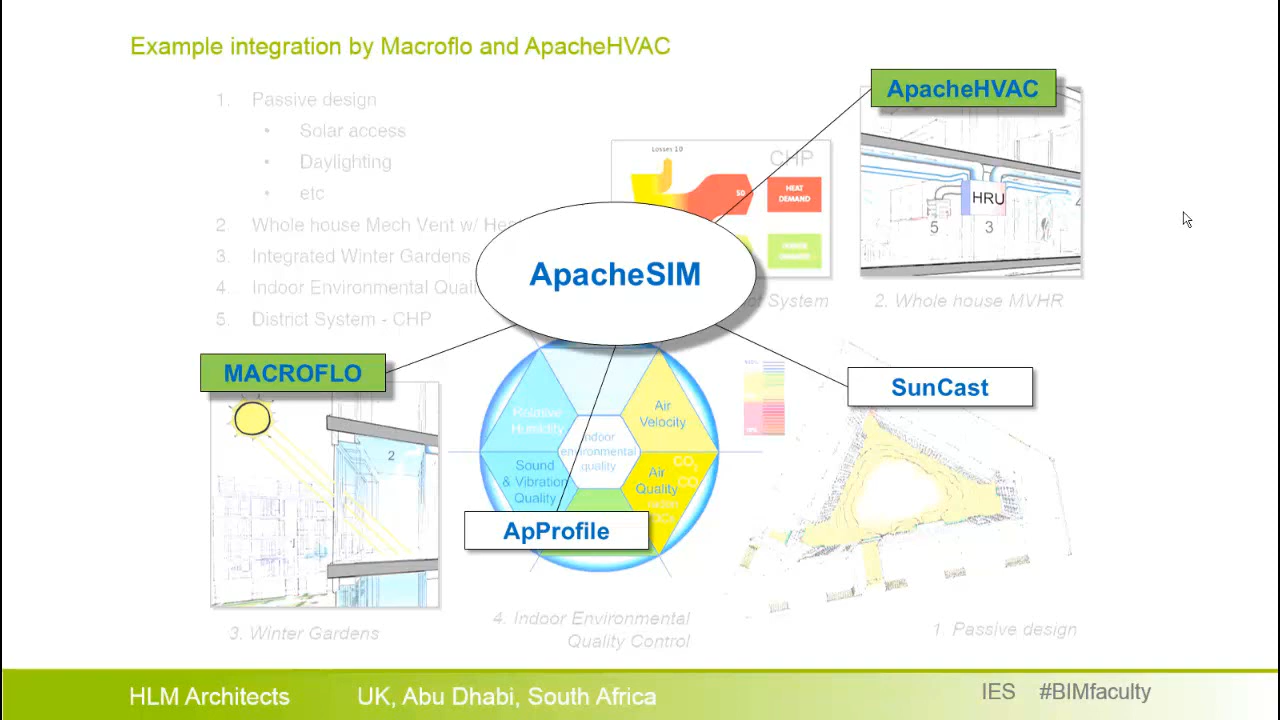 Example integration by Macroflo and ApacheHVAC
1. Passive design
• Solar access
• Daylighting
• etc
2. Whole house Mech Vent w/
3. Integrated Winter Gardens
4. Indoor Environmental
5. District System - CHP
Losses 10
CHP
50
HEAT
DEMAND
System
ApacheHVAC
HRU
5
3
4
2. Whole house MVHR
ApacheSIM
MACROFLO
2
3. Winter Gardens
Relative
Humidity
Air
Velocity
Indoor
environmental
quality
Sound
& Vibration
Quality
Air
Quality
CO2
CO
ApProfile
4. Indoor Environmental
Quality Control
SunCast
1. Passive design
HLM Architects
UK, Abu Dhabi, South Africa
IES #BIMfaculty